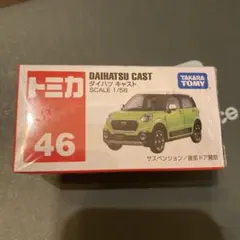 トミカ
DAIHATSU CAST
ダイハツ キャスト
SCALE 1/58
TAKARA TOMY
46
サスペンション/後部ドア開閉